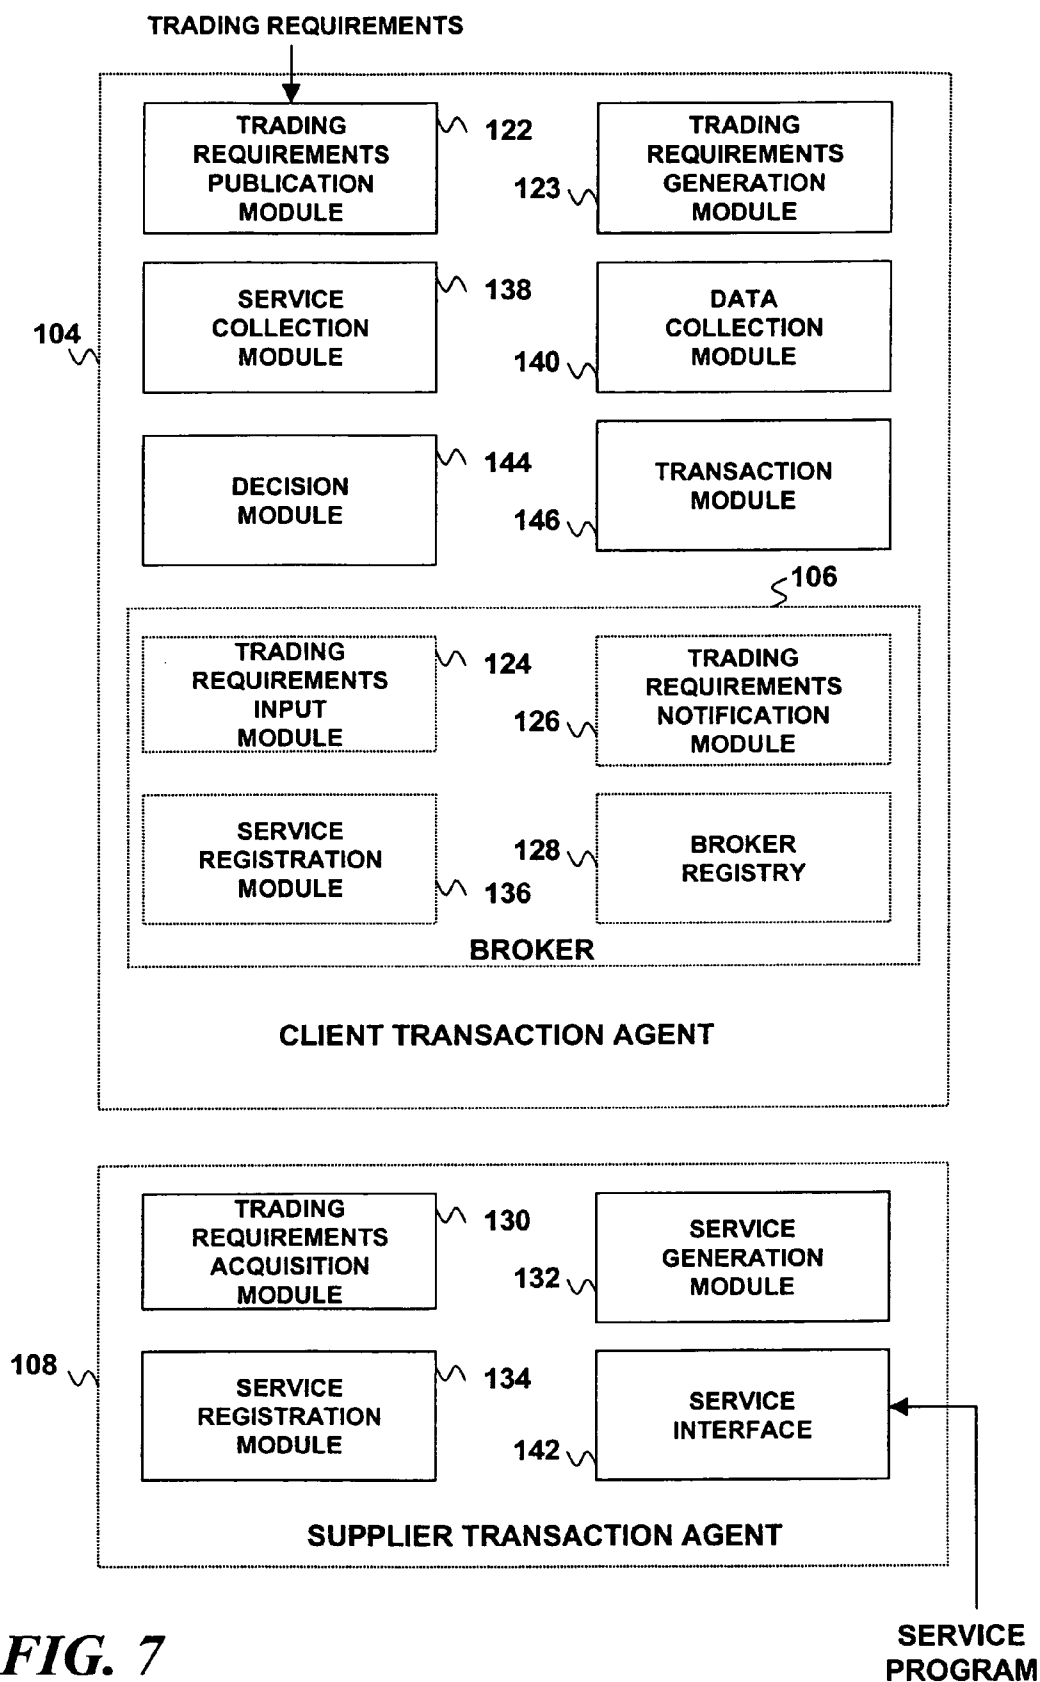 TRADING REQUIREMENTS
TRADING
REQUIREMENTS
PUBLICATION
MODULE
122
TRADING
REQUIREMENTS
GENERATION
MODULE
123
SERVICE
COLLECTION
MODULE
138
DATA
COLLECTION
MODULE
140
104
DECISION
MODULE
144
TRANSACTION
MODULE
146
106
TRADING
REQUIREMENTS
INPUT
MODULE
124
TRADING
REQUIREMENTS
NOTIFICATION
MODULE
126
SERVICE
REGISTRATION
MODULE
136
BROKER
REGISTRY
128
BROKER
CLIENT TRANSACTION AGENT
TRADING
REQUIREMENTS
ACQUISITION
MODULE
130
SERVICE
GENERATION
MODULE
132
108
SERVICE
REGISTRATION
MODULE
134
SERVICE
INTERFACE
142
SUPPLIER TRANSACTION AGENT
SERVICE
PROGRAM
FIG. 7